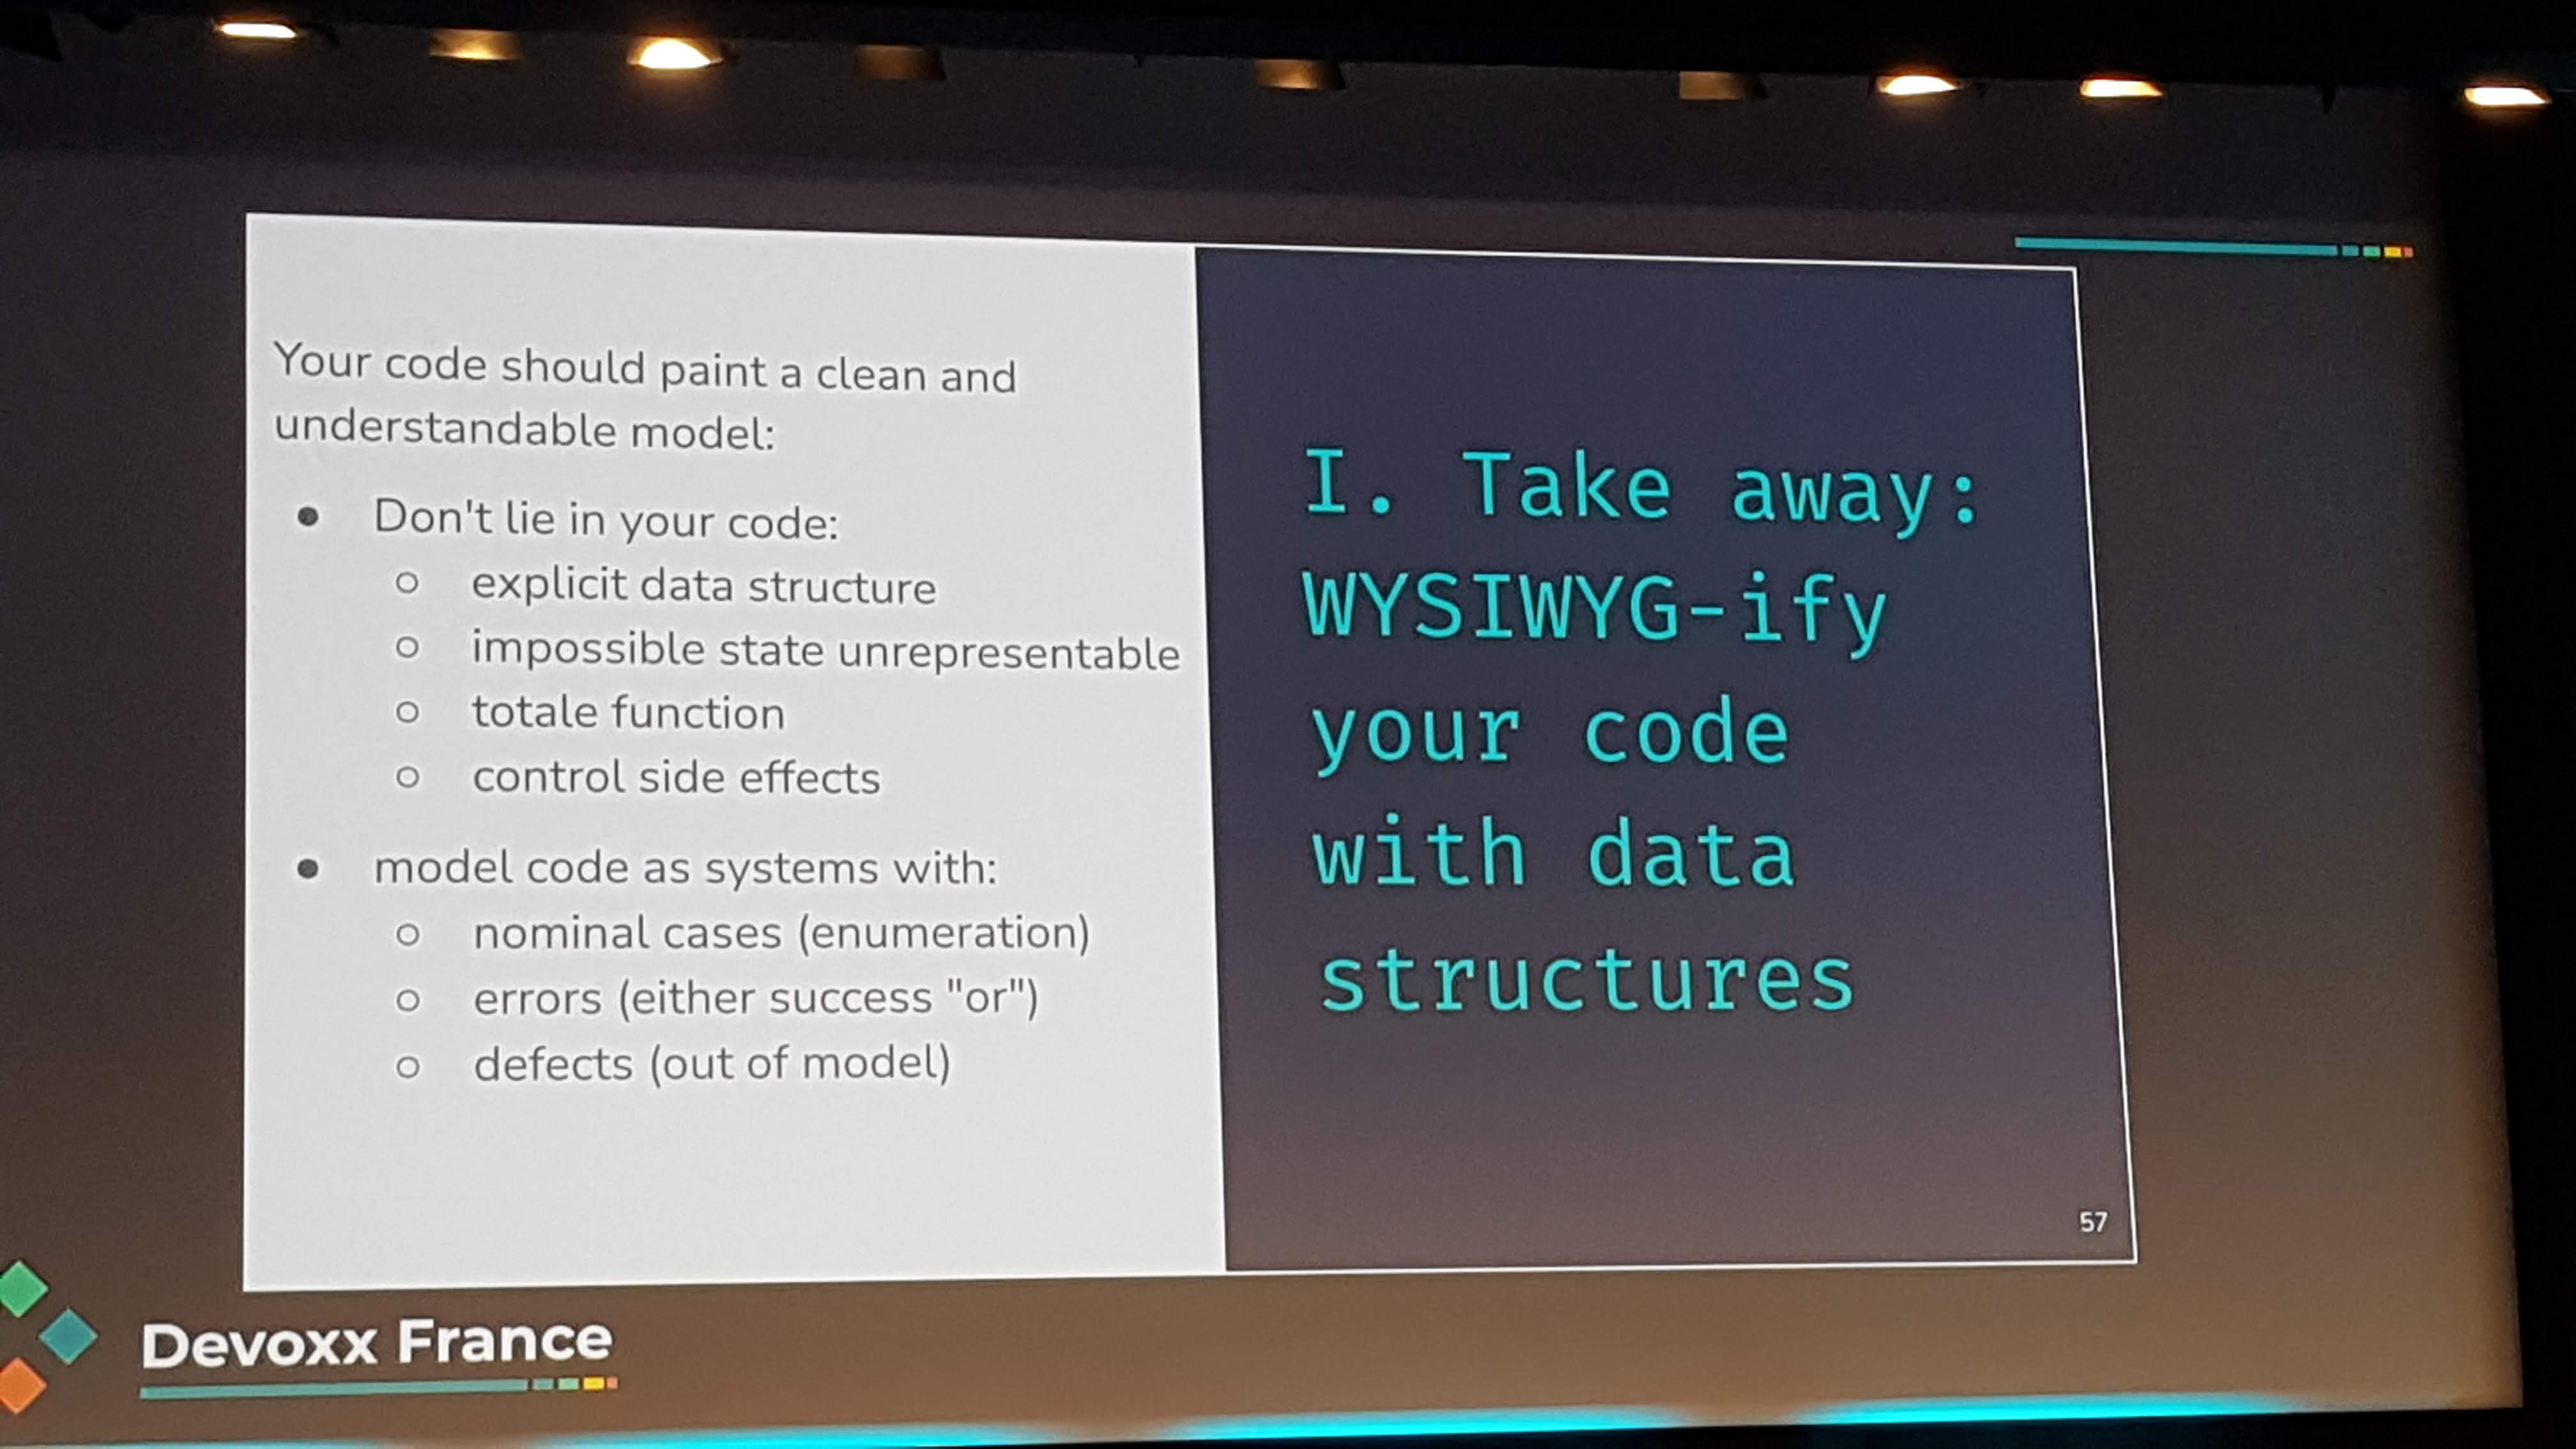 Your code should paint a clean and
understandable model:
● Don't lie in your code:
○ explicit data structure
○ impossible state unrepresentable
○ totale function
○ control side effects
● model code as systems with:
○ nominal cases (enumeration)
○ errors (either success "or")
○ defects (out of model)
I. Take away:
WYSIWYG-ify
your code
with data
structures
57
Devoxx France